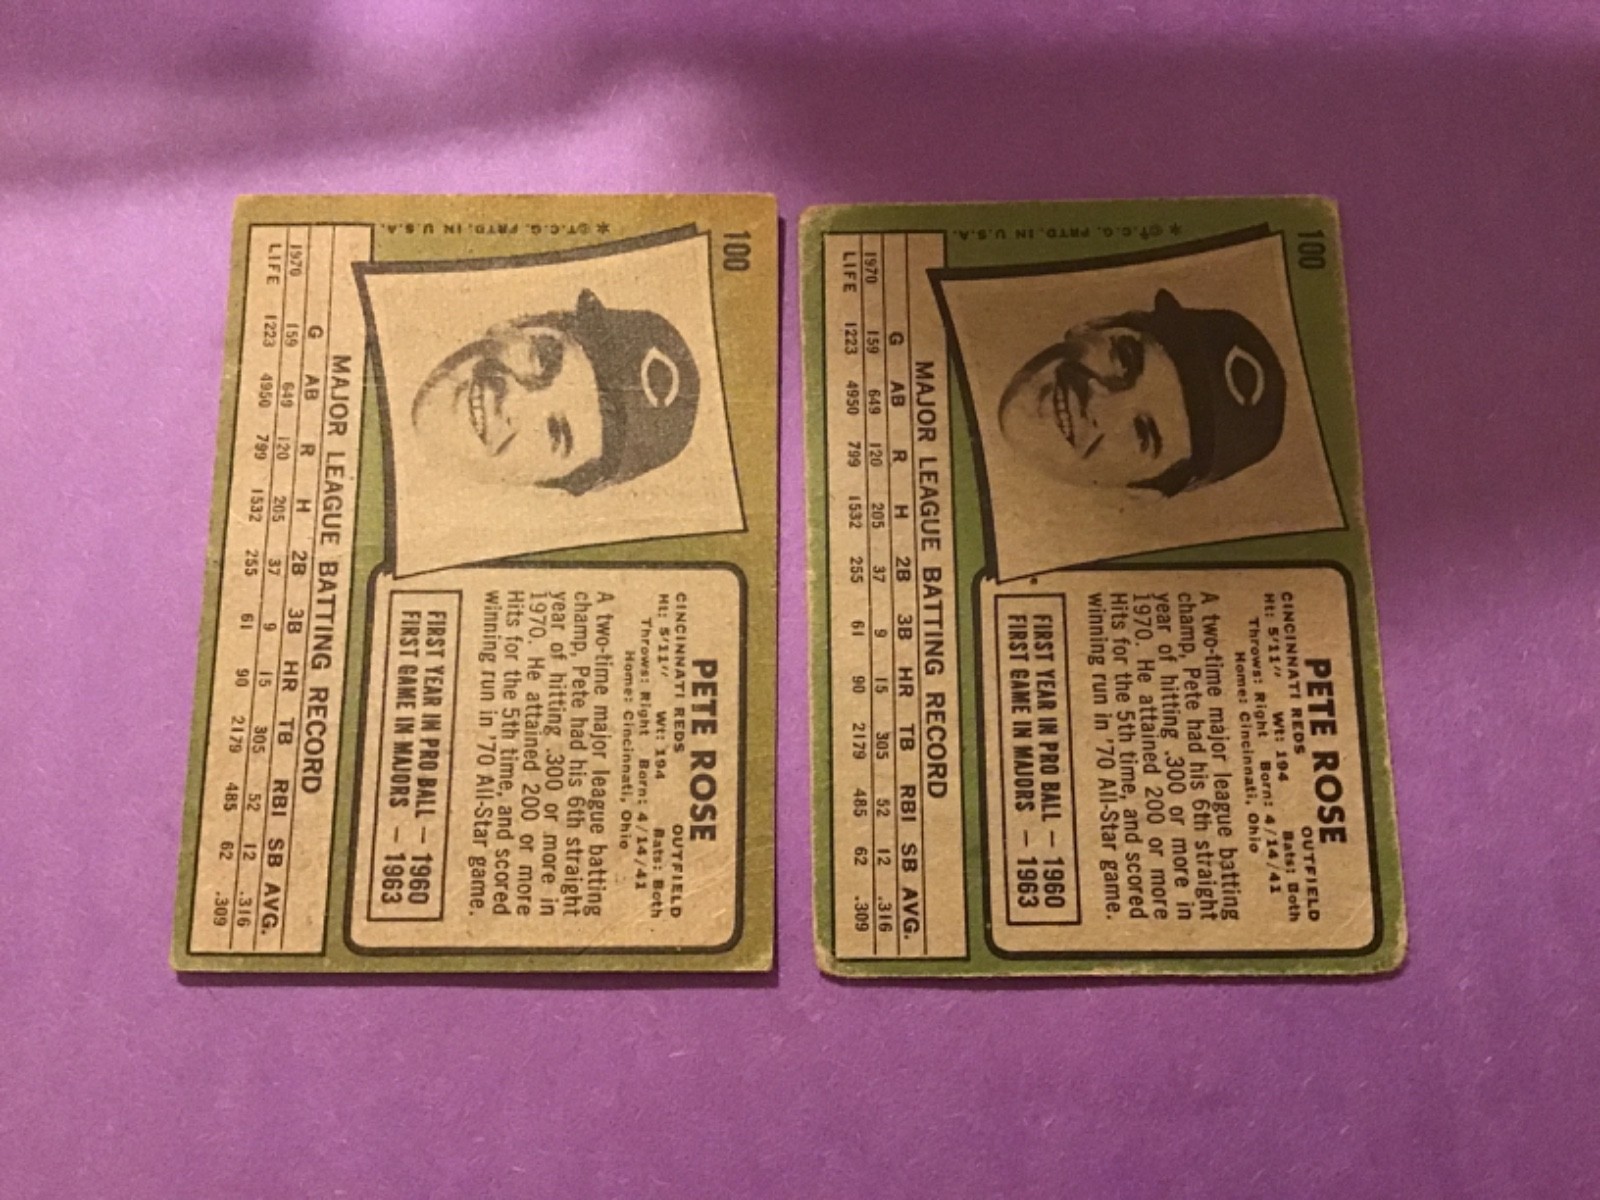 100
*©T.C.G. PRTD. IN U.S.A.
PETE ROSE
CINCINNATI REDS OUTFIELD
Ht: 5'11" Wt: 194 Bats: Both
Throws: Right Born: 4/14/41
Home: Cincinnati, Ohio
A two-time major league batting
champ, Pete had his 6th straight
year of hitting .300 or more in
1970. He attained 200 or more
Hits for the 5th time, and scored
winning run in '70 All-Star game.
FIRST YEAR IN PRO BALL — 1960
FIRST GAME IN MAJORS — 1963
MAJOR LEAGUE BATTING RECORD
G AB R H 2B 3B HR TB RBI SB AVG.
1970 159 649 120 205 37 9 15 305 52 12 .316
LIFE 1223 4950 799 1532 255 61 90 2179 485 62 .309
100
*©T.C.G. PRTD. IN U.S.A.
PETE ROSE
CINCINNATI REDS OUTFIELD
Ht: 5'11" Wt: 194 Bats: Both
Throws: Right Born: 4/14/41
Home: Cincinnati, Ohio
A two-time major league batting
champ, Pete had his 6th straight
year of hitting .300 or more in
1970. He attained 200 or more
Hits for the 5th time, and scored
winning run in '70 All-Star game.
FIRST YEAR IN PRO BALL — 1960
FIRST GAME IN MAJORS — 1963
MAJOR LEAGUE BATTING RECORD
G AB R H 2B 3B HR TB RBI SB AVG.
1970 159 649 120 205 37 9 15 305 52 12 .316
LIFE 1223 4950 799 1532 255 61 90 2179 485 62 .309